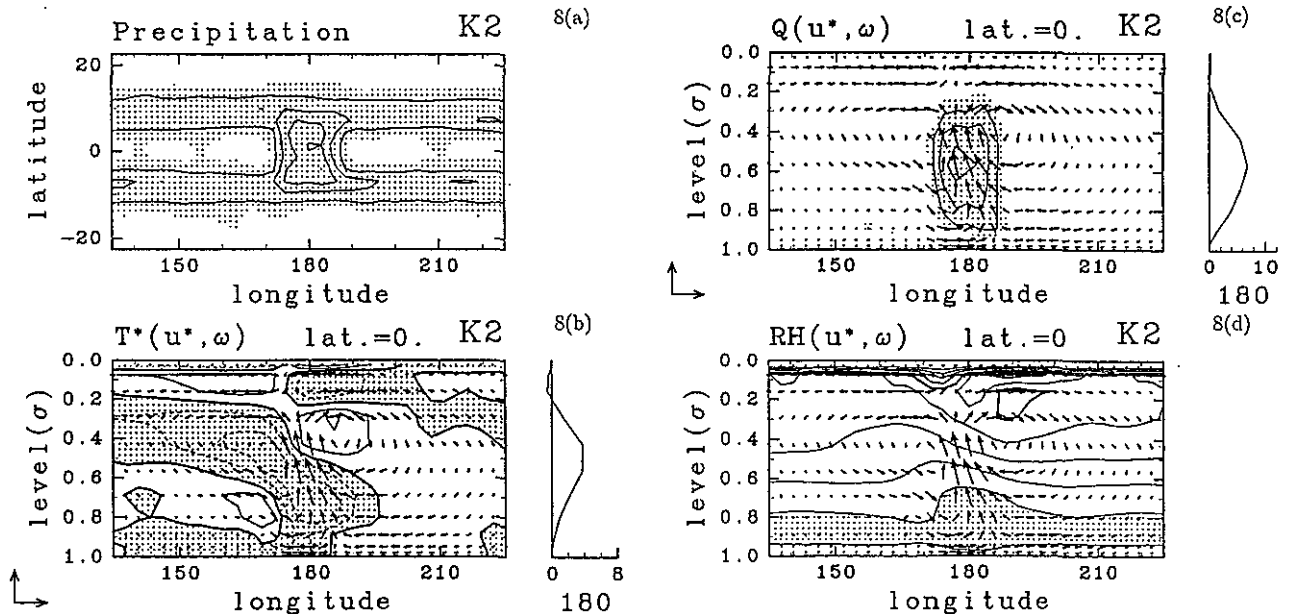 8(a)
Precipitation K2
latitude
20
0
-20
150 180 210
longitude
8(c)
Q(u*,ω) lat.=0. K2
level(σ)
0.0
0.2
0.4
0.6
0.8
1.0
150 180 210
longitude
0 10
180
8(b)
T*(u*,ω) lat.=0. K2
level(σ)
0.0
0.2
0.4
0.6
0.8
1.0
150 180 210
longitude
0 8
180
8(d)
RH(u*,ω) lat.=0 K2
level(σ)
0.0
0.2
0.4
0.6
0.8
1.0
150 180 210
longitude